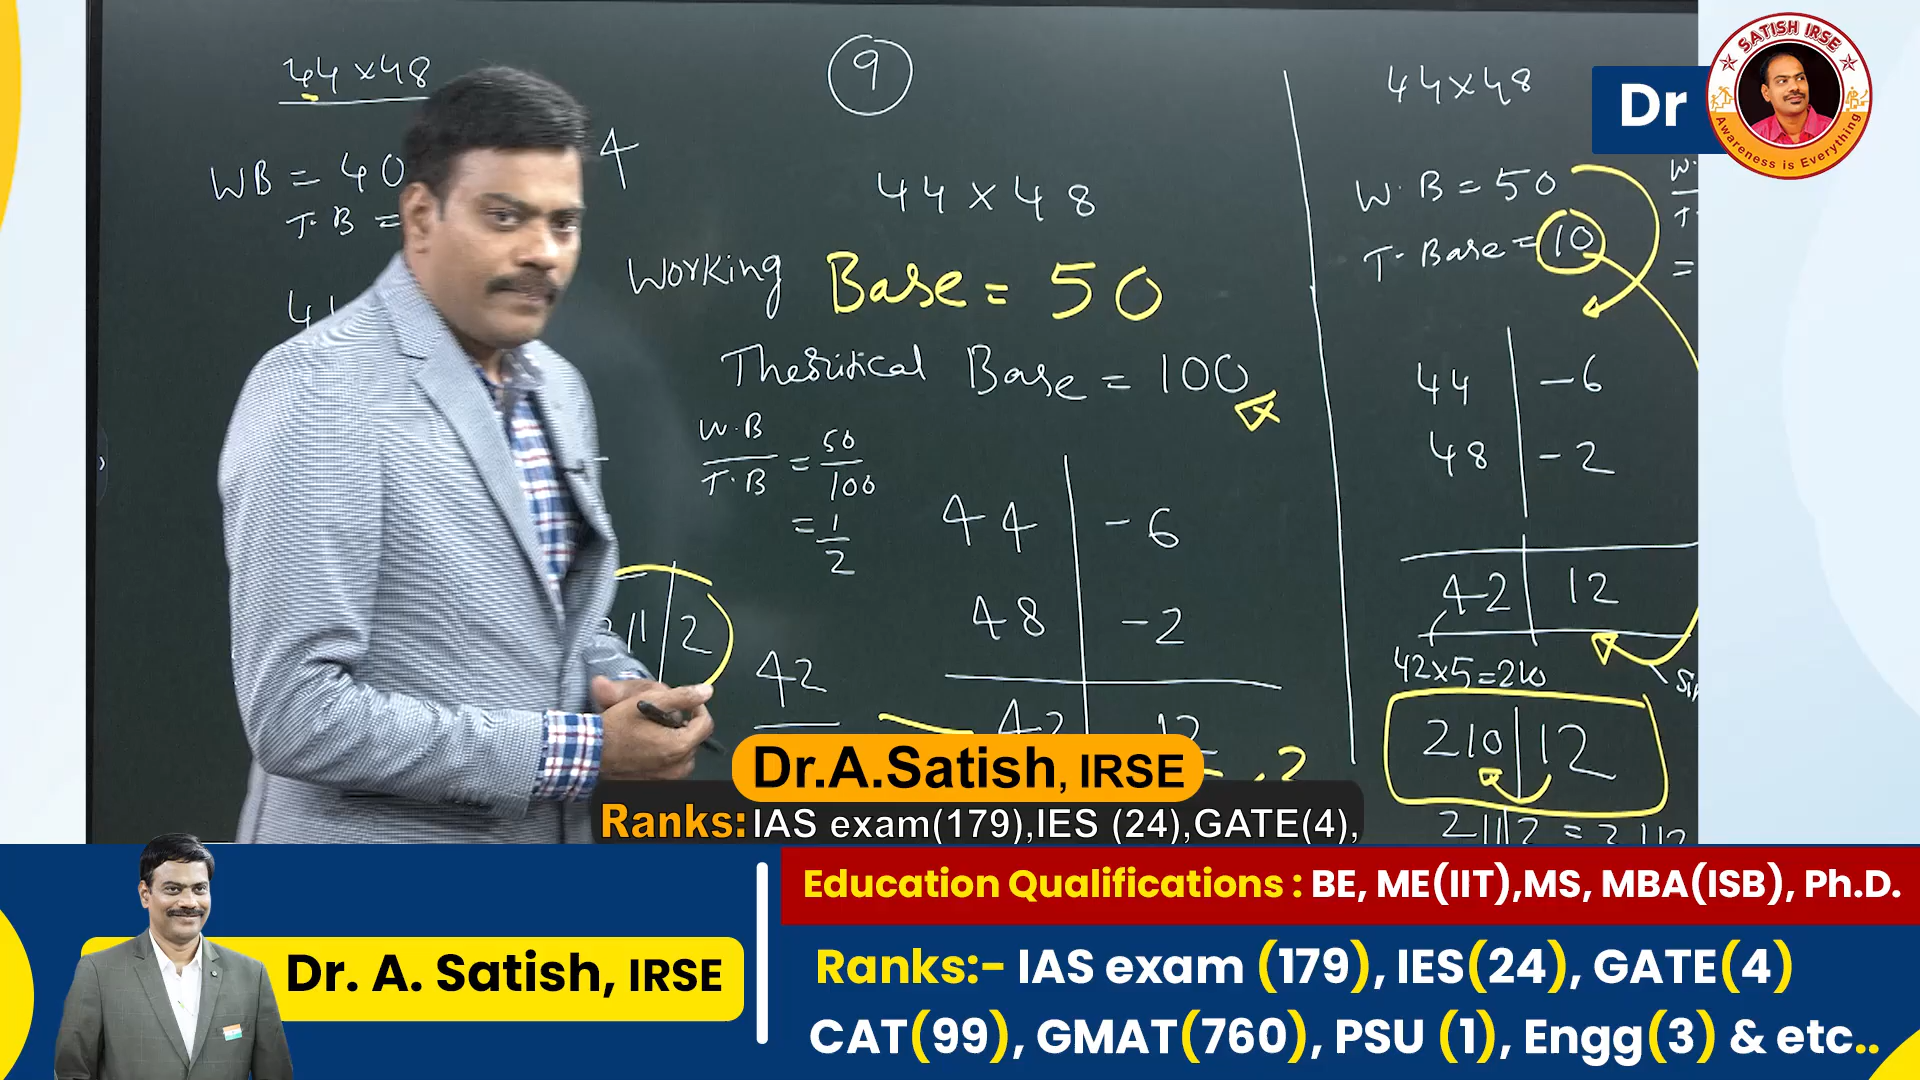 44 x 48
WB = 40
T. B =
4
9
44 x 48
Working Base = 50
Theoritical Base = 100
W.B
T.B
= 50
100
= 1
2
44 | -6
48 | -2
42 | 12
11 | 2
42
44 x 48
W. B = 50
T. Base = 10
44 | -6
48 | -2
42 | 12
42 x 5 = 210
210 | 12
Dr
SATISH IRSE
Awareness is Everything
Dr.A.Satish, IRSE
Ranks: IAS exam(179),IES (24),GATE(4),
Dr. A. Satish, IRSE
Education Qualifications : BE, ME(IIT),MS, MBA(ISB), Ph.D.
Ranks:- IAS exam (179), IES(24), GATE(4)
CAT(99), GMAT(760), PSU (1), Engg(3) & etc..